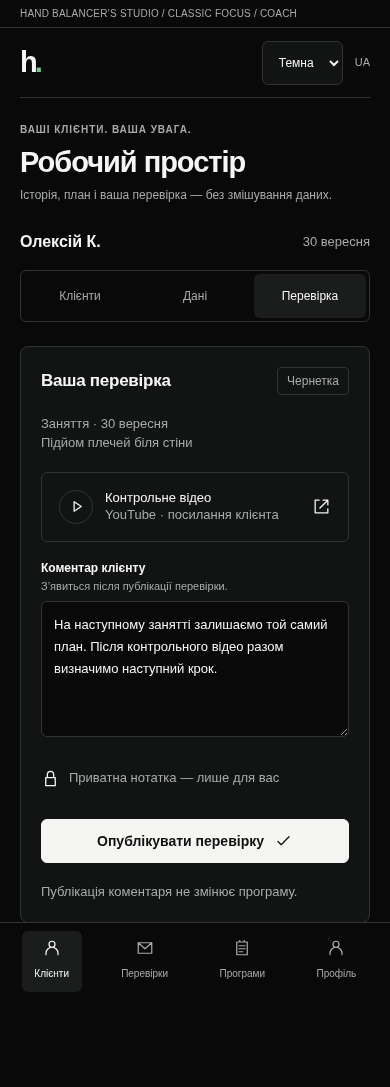 HAND BALANCER'S STUDIO / CLASSIC FOCUS / COACH
h.
Темна
UA
ВАШІ КЛІЄНТИ. ВАША УВАГА.
Робочий простір
Історія, план і ваша перевірка — без змішування даних.
Олексій К.
30 вересня
Клієнти
Дані
Перевірка
Ваша перевірка
Чернетка
Заняття · 30 вересня
Підйом плечей біля стіни
Контрольне відео
YouTube · посилання клієнта
Коментар клієнту
З'явиться після публікації перевірки.
На наступному занятті залишаємо той самий
план. Після контрольного відео разом
визначимо наступний крок.
Приватна нотатка — лише для вас
Опублікувати перевірку
Публікація коментаря не змінює програму.
Клієнти
Перевірки
Програми
Профіль